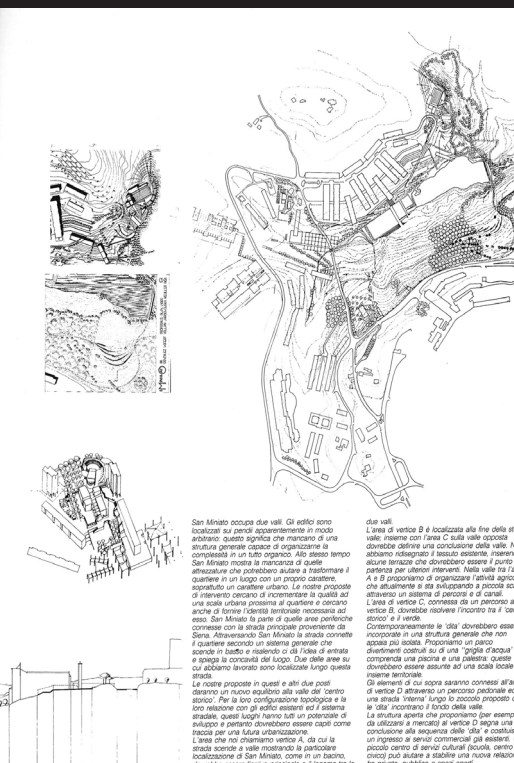 San Miniato occupa due valli. Gli edifici sono
localizzati sui pendi apparentemente in modo
arbitrario: questo significa che mancano di una
struttura generale capace di organizzarne la
complessità in un tutto organico. Allo stesso tempo
San Miniato mostra la mancanza di quelle
attrezzature che potrebbero aiutare a trasformare il
quartiere in un luogo con un proprio carattere,
soprattutto un carattere urbano. Le nostre proposte
di intervento cercano di incrementare la qualità ad
una scala urbana prossima al quartiere e cercano
anche di fornire l'identità territoriale necessaria ad
esso. San Miniato fa parte di quelle aree periferiche
connesse con la strada principale proveniente da
Siena. Attraversando San Miniato la strada connette
il quartiere secondo un sistema generale che
scende in basso e risalendo ci dà l'idea di entrata
e spiega la concavità del luogo. Due delle aree su
cui abbiamo lavorato sono localizzate lungo questa
strada.
Le nostre proposte in questi e altri due posti
daranno un nuovo equilibrio alla valle del 'centro
storico'. Per la loro configurazione topologica e la
loro relazione con gli edifici esistenti ed il sistema
stradale, questi luoghi hanno tutti un potenziale di
sviluppo e pertanto dovrebbero essere capiti come
traccia per una futura urbanizzazione.
L'area che noi chiamiamo vertice A, da cui la
strada scende a valle mostrando la particolare
localizzazione di San Miniato, come in un bacino,
due valli.
L'area di vertice B è localizzata alla fine della
valle; insieme con l'area C sulla valle opposta
dovrebbe definire una conclusione della valle.
abbiamo ridisegnato il tessuto esistente,
alcune terrazze che dovrebbero essere il punto
partenza per ulteriori interventi. Nella valle tra
A e B proponiamo di organizzare l'attività
che attualmente si sta sviluppando a piccola
attraverso un sistema di percorsi e di canali.
L'area di vertice C, connessa da un percorso
vertice B, dovrebbe risolvere l'incontro tra il
storico' e il verde.
Contemporaneamente le 'dita' dovrebbero
incorporate in una struttura generale che non
appaia più isolata. Proponiamo un parco
divertimenti costruiti su di una "griglia d'acqua"
comprenda una piscina e una palestra: queste
dovrebbero essere assunte ad una scala locale
insieme territoriale.
Gli elementi di cui sopra saranno connessi
di vertice D attraverso un percorso pedonale
una strada 'interna' lungo lo zoccolo proposto
le 'dita' incontrano il fondo della valle.
La struttura aperta che proponiamo (per
da utilizzarsi a mercato) al vertice D segna una
conclusione alla sequenza delle 'dita' e
un ingresso ai servizi commerciali già esistenti.
piccolo centro di servizi culturali (scuola, centro
civico) può aiutare a stabilire una nuova